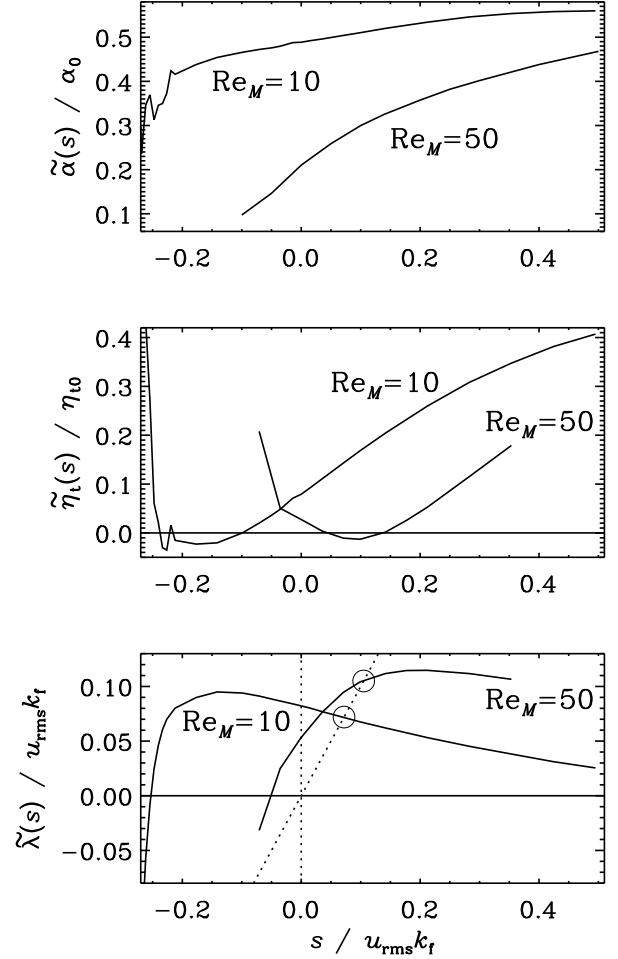 α̃(s) / α₀
0.5
0.4
0.3
0.2
0.1
Re_M=10
Re_M=50
−0.2 0.0 0.2 0.4
η̃_t(s) / η_t0
0.4
0.3
0.2
0.1
0.0
Re_M=10
Re_M=50
−0.2 0.0 0.2 0.4
λ̃(s) / u_rms k_f
0.10
0.05
0.00
−0.05
Re_M=10
Re_M=50
−0.2 0.0 0.2 0.4
s / u_rms k_f